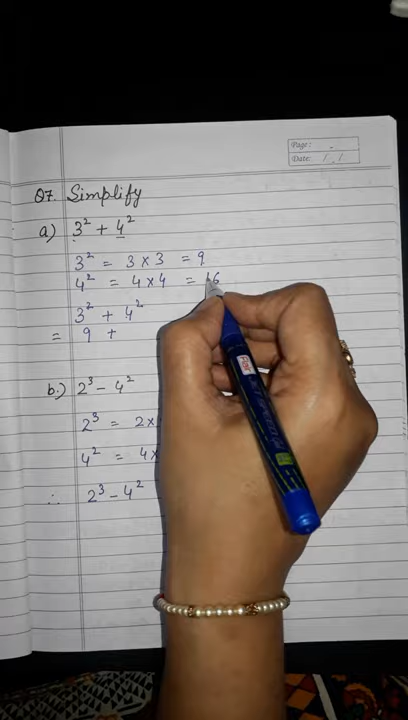 Page:
Date: / /
Q7. Simplify
a) 3² + 4²
3² = 3 × 3 = 9
4² = 4 × 4 = 16
3² + 4²
= 9 +
b.) 2³ - 4²
2³ = 2×
4² = 4×
∴ 2³ - 4²